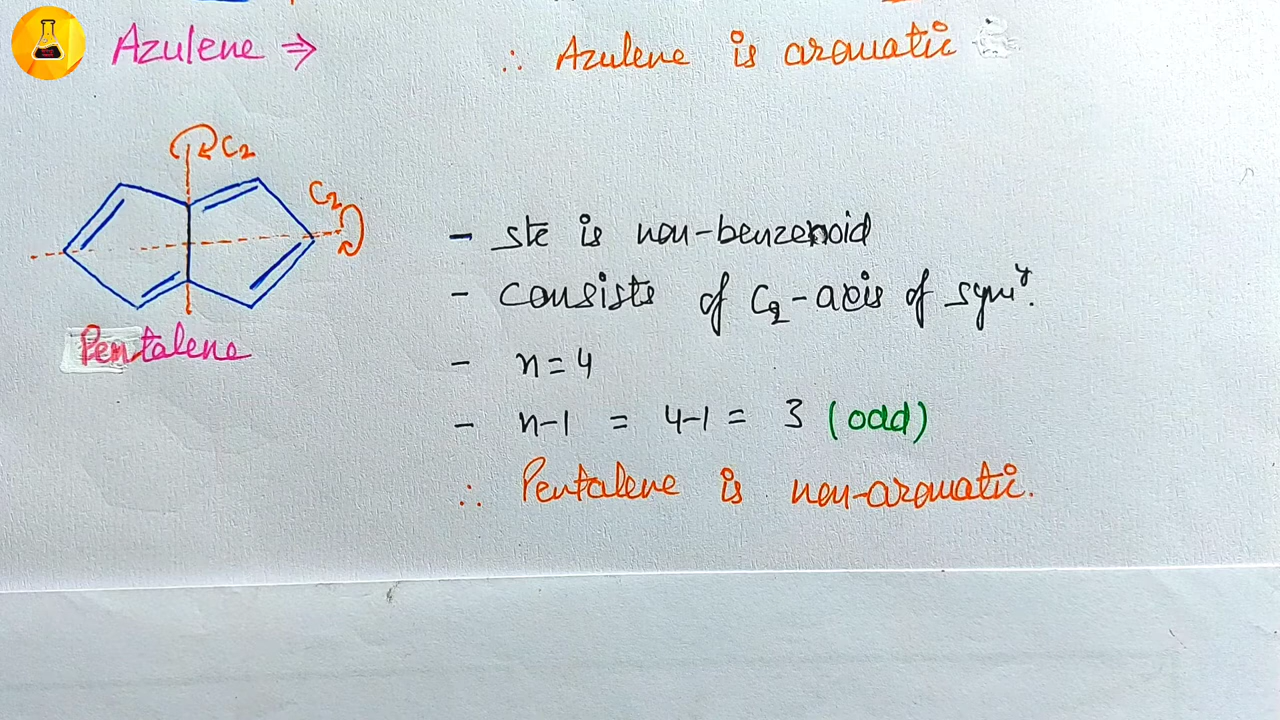 Azulene ⇒
∴ Azulene is aromatic
C₂
C₂
Pentalene
- stc is non-benzenoid
- consists of C₂-axis of symʸ.
- n=4
- n-1 = 4-1 = 3 (odd)
∴ Pentalene is non-aromatic.